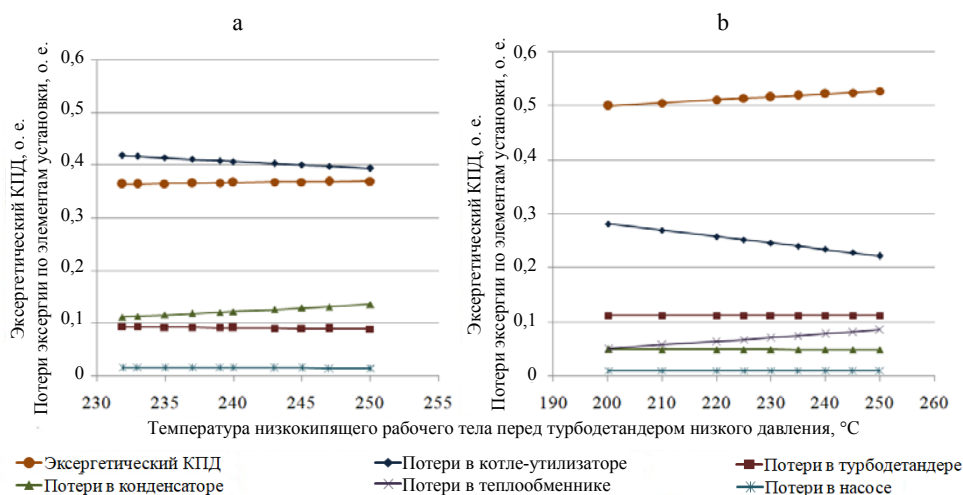 a
b
Эксергетический КПД, о. е.
Потери эксергии по элементам установки, о. е.
0,6
0,5
0,4
0,3
0,2
0,1
0
230
235
240
245
250
255
Эксергетический КПД, о. е.
Потери эксергии по элементам установки, о. е.
0,6
0,5
0,4
0,3
0,2
0,1
0
190
200
210
220
230
240
250
260
Температура низкокипящего рабочего тела перед турбодетандером низкого давления, °C
Эксергетический КПД
Потери в котле-утилизаторе
Потери в турбодетандере
Потери в конденсаторе
Потери в теплообменнике
Потери в насосе